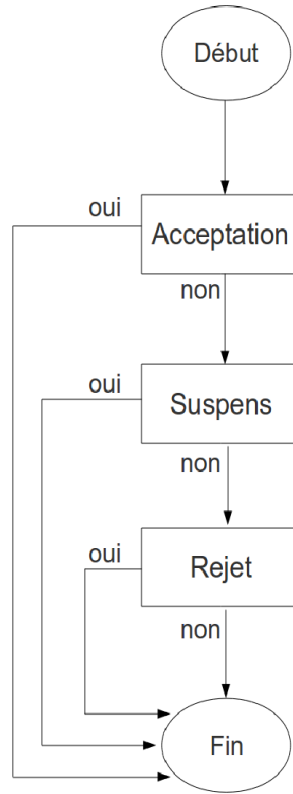 Début
oui
Acceptation
non
oui
Suspens
non
oui
Rejet
non
Fin